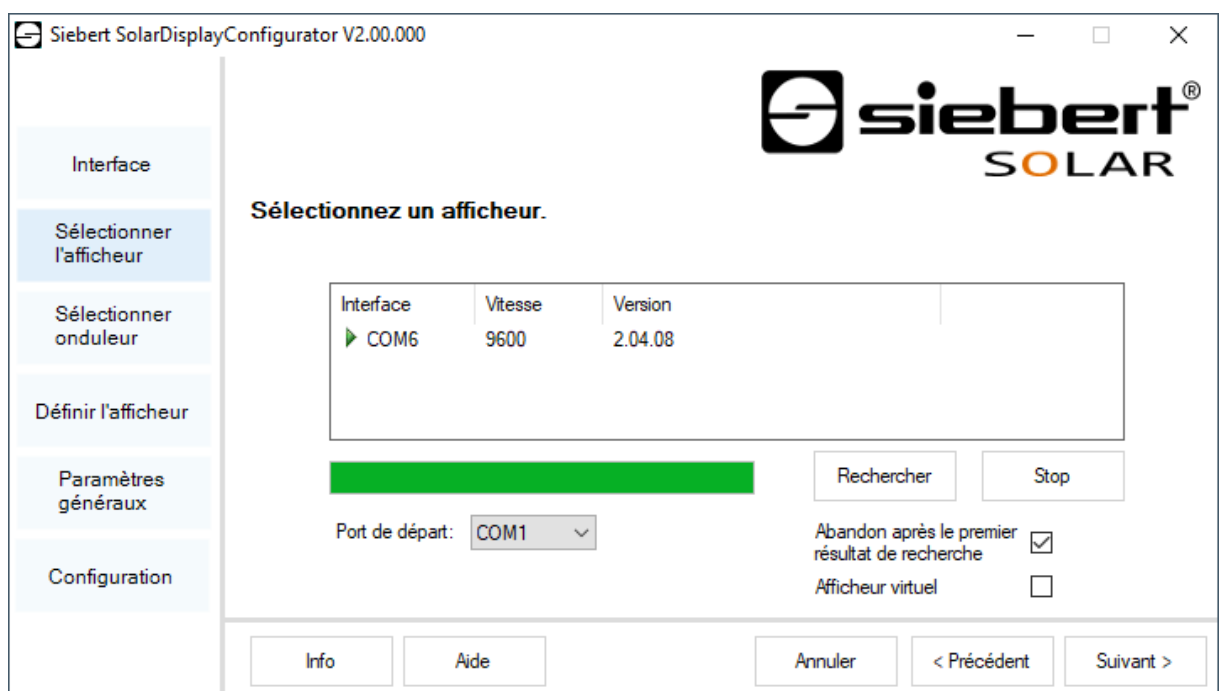 Siebert SolarDisplayConfigurator V2.00.000
siebert®
SOLAR
Interface
Sélectionner
l'afficheur
Sélectionner
onduleur
Définir l'afficheur
Paramètres
généraux
Configuration
Sélectionnez un afficheur.
Interface Vitesse Version
COM6 9600 2.04.08
Rechercher Stop
Port de départ: COM1
Abandon après le premier
résultat de recherche
Afficheur virtuel
Info Aide Annuler < Précédent Suivant >